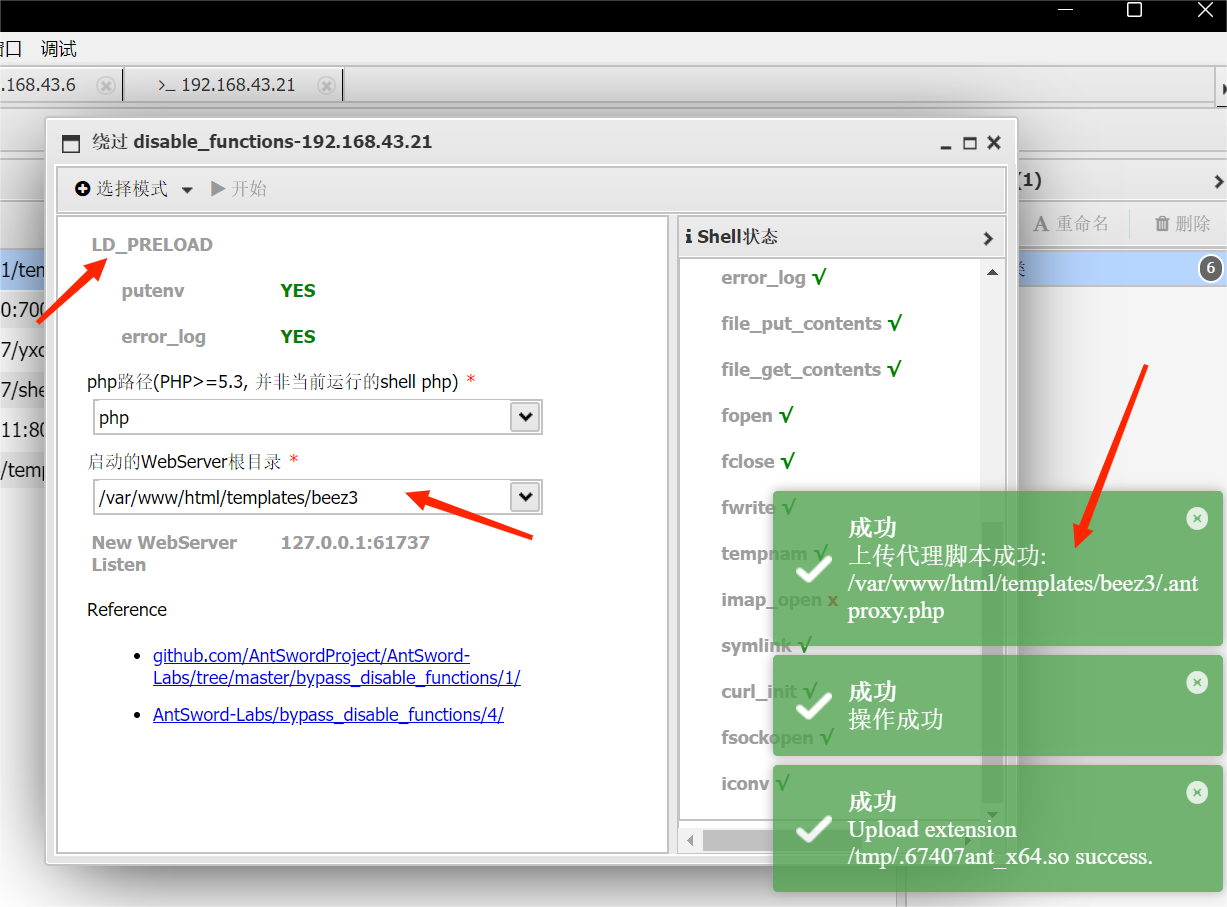 窗口 调试
.168.43.6
>_ 192.168.43.21
绕过 disable_functions-192.168.43.21
选择模式 开始
LD_PRELOAD
putenv YES
error_log YES
php路径(PHP>=5.3, 并非当前运行的shell php) *
php
启动的WebServer根目录 *
/var/www/html/templates/beez3
New WebServer
Listen
127.0.0.1:61737
Reference
github.com/AntSwordProject/AntSword-
Labs/tree/master/bypass_disable_functions/1/
AntSword-Labs/bypass_disable_functions/4/
Shell状态
error_log √
file_put_contents √
file_get_contents √
fopen √
fclose √
fwrite √
tempnam √
imap_open x
symlink √
curl_init √
fsockopen √
iconv √
成功
上传代理脚本成功:
/var/www/html/templates/beez3/.ant
proxy.php
成功
操作成功
成功
Upload extension
/tmp/.67407ant_x64.so success.
(1)
重命名 删除
6
1/tem
0:700
7/yxc
7/she
11:80
/temp